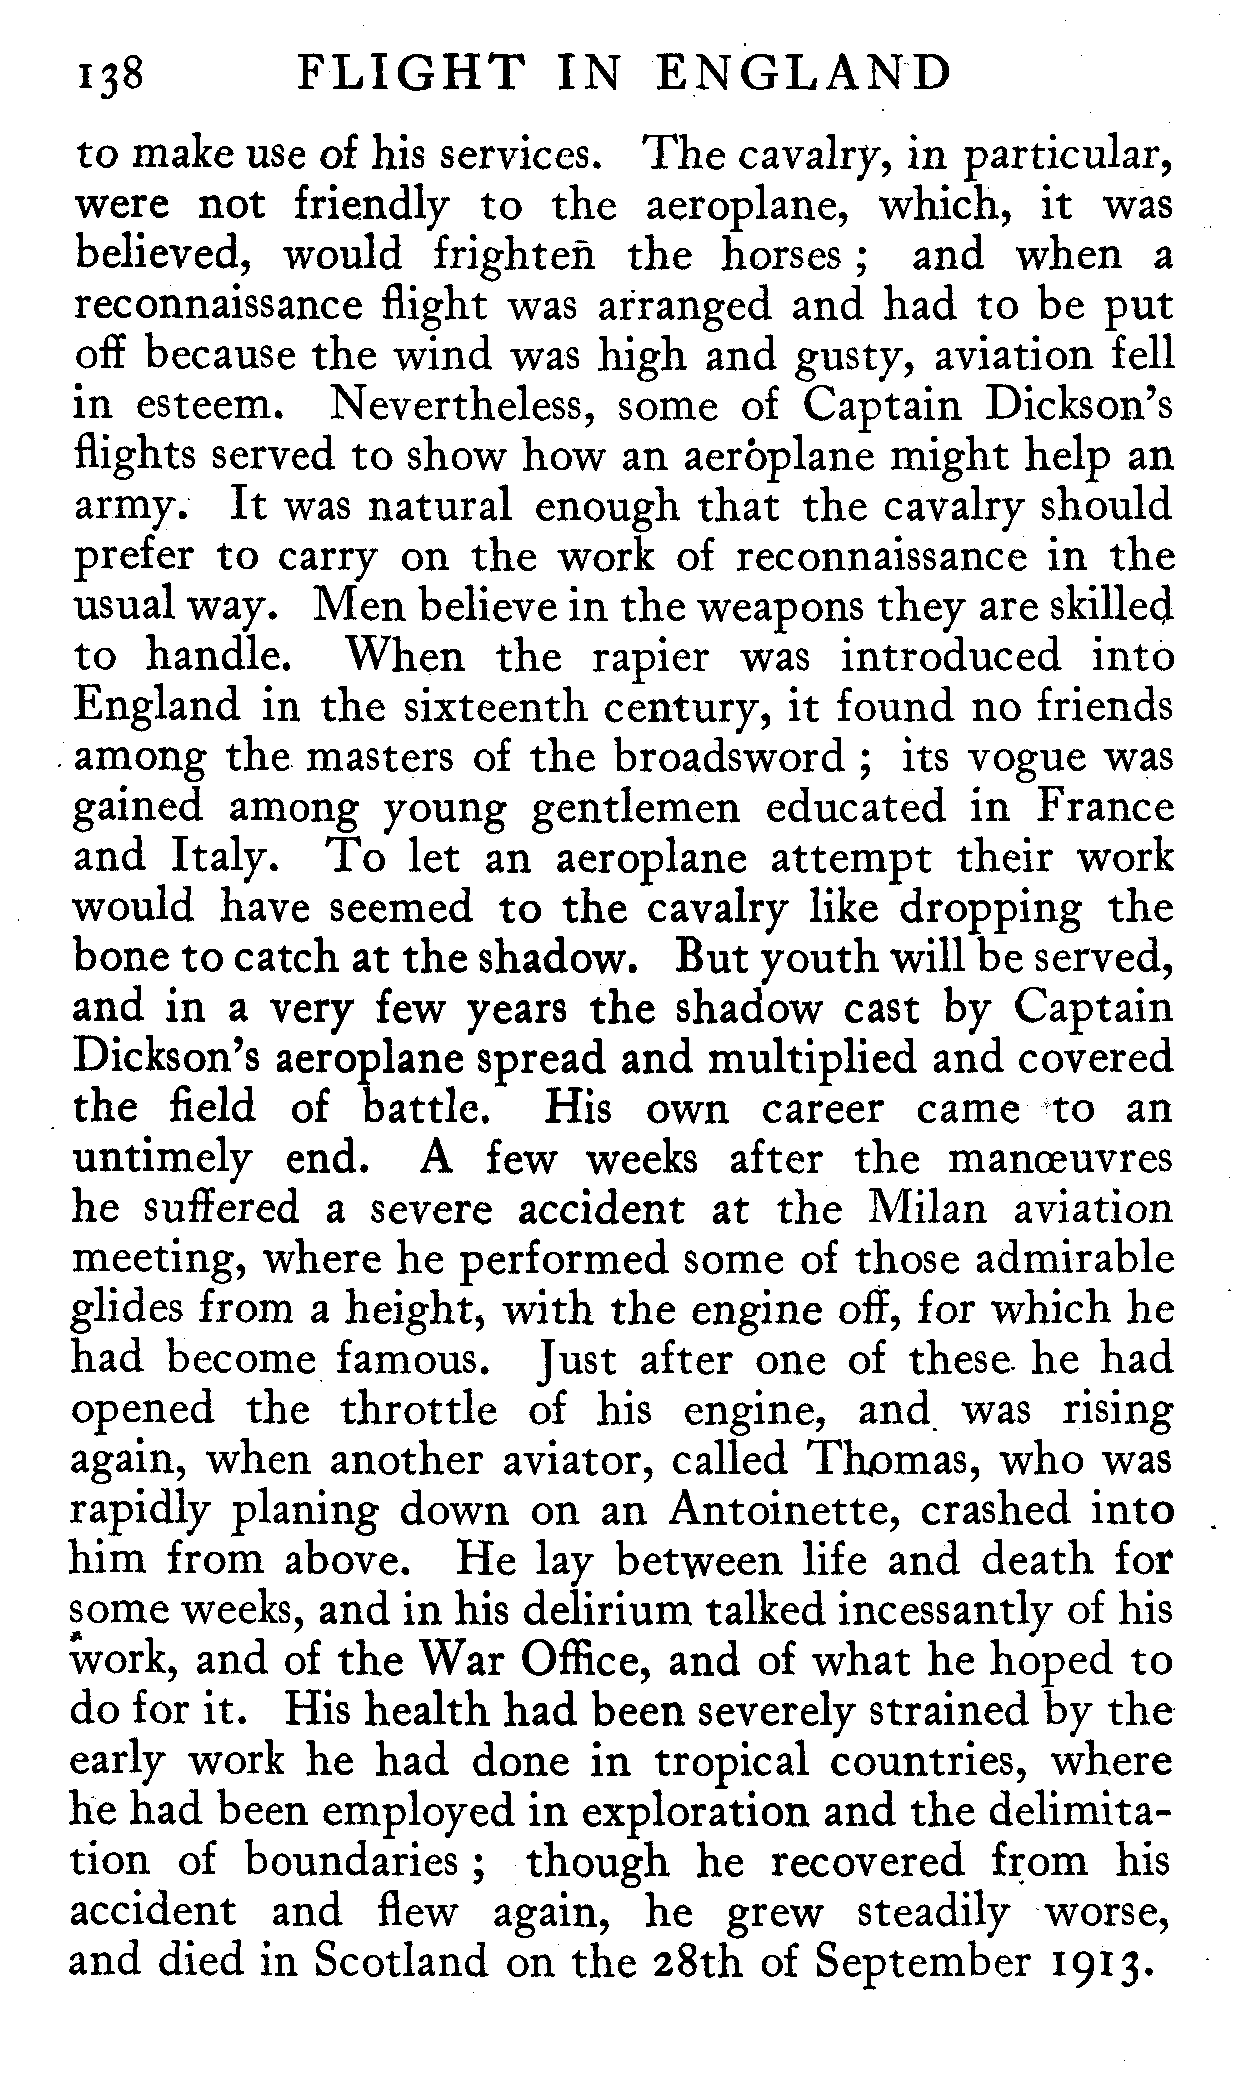 138 FLIGHT IN ENGLAND
to make use of his services. The cavalry, in particular,
were not friendly to the aeroplane, which, it was
believed, would frighten the horses ; and when a
reconnaissance flight was arranged and had to be put
off because the wind was high and gusty, aviation fell
in esteem. Nevertheless, some of Captain Dickson's
flights served to show how an aeroplane might help an
army. It was natural enough that the cavalry should
prefer to carry on the work of reconnaissance in the
usual way. Men believe in the weapons they are skilled
to handle. When the rapier was introduced into
England in the sixteenth century, it found no friends
among the masters of the broadsword ; its vogue was
gained among young gentlemen educated in France
and Italy. To let an aeroplane attempt their work
would have seemed to the cavalry like dropping the
bone to catch at the shadow. But youth will be served,
and in a very few years the shadow cast by Captain
Dickson's aeroplane spread and multiplied and covered
the field of battle. His own career came to an
untimely end. A few weeks after the manœuvres
he suffered a severe accident at the Milan aviation
meeting, where he performed some of those admirable
glides from a height, with the engine off, for which he
had become famous. Just after one of these he had
opened the throttle of his engine, and was rising
again, when another aviator, called Thomas, who was
rapidly planing down on an Antoinette, crashed into
him from above. He lay between life and death for
some weeks, and in his delirium talked incessantly of his
work, and of the War Office, and of what he hoped to
do for it. His health had been severely strained by the
early work he had done in tropical countries, where
he had been employed in exploration and the delimita-
tion of boundaries ; though he recovered from his
accident and flew again, he grew steadily worse,
and died in Scotland on the 28th of September 1913.